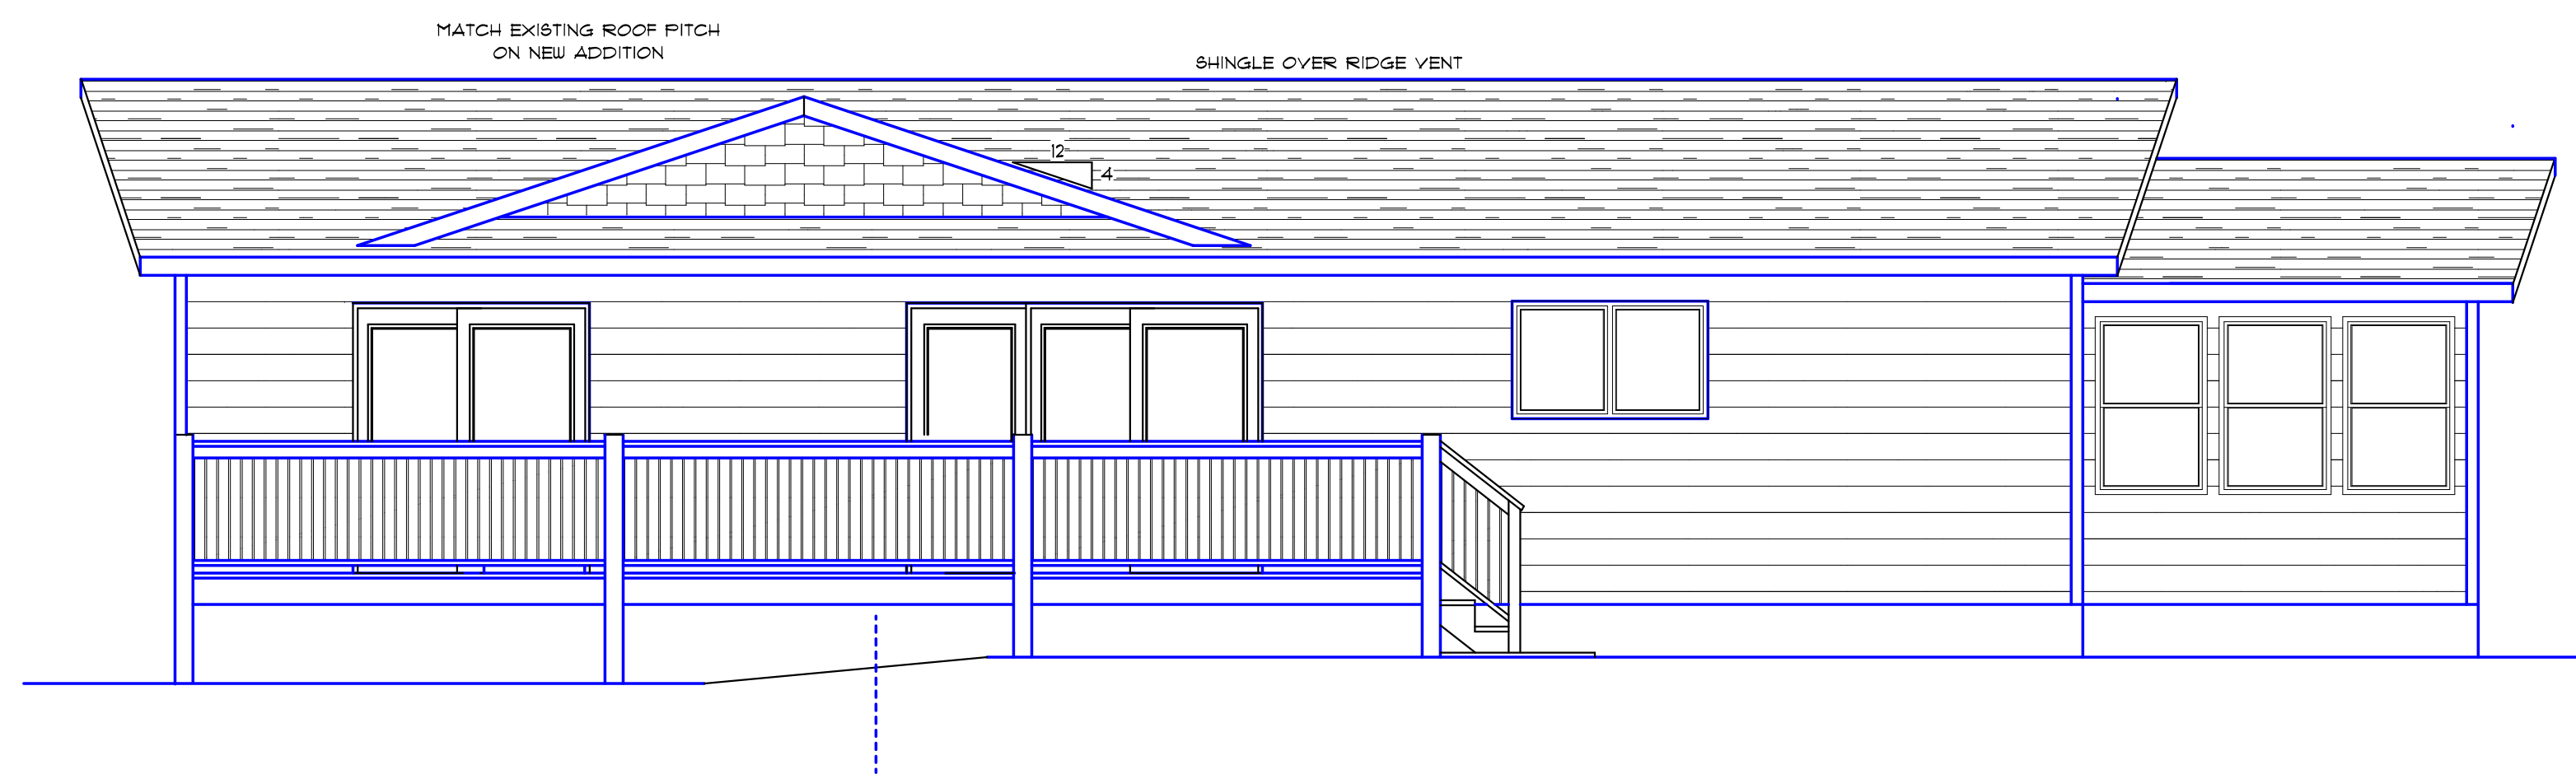 MATCH EXISTING ROOF PITCH
ON NEW ADDITION
SHINGLE OVER RIDGE VENT
12
4